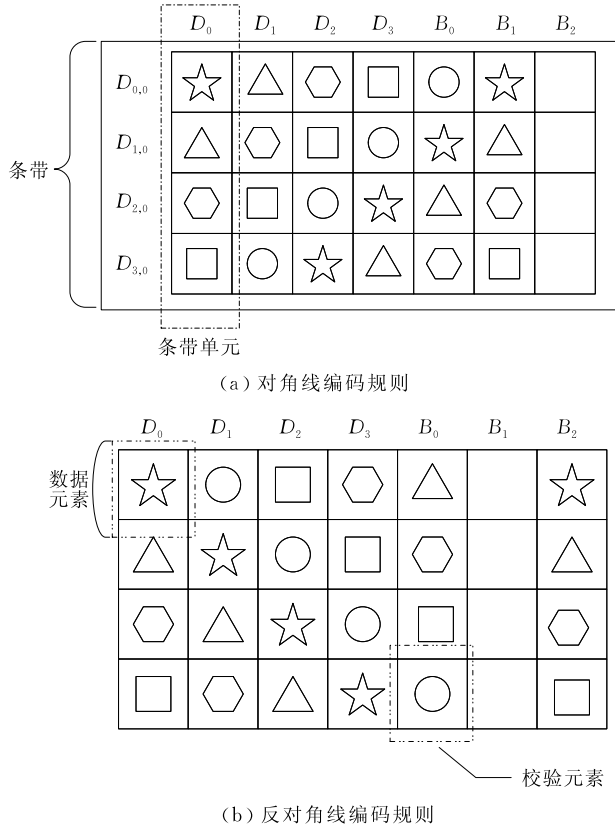 D₀ D₁ D₂ D₃ B₀ B₁ B₂
D₀,₀
D₁,₀
条带
D₂,₀
D₃,₀
条带单元
(a) 对角线编码规则
D₀ D₁ D₂ D₃ B₀ B₁ B₂
数据
元素
校验元素
(b) 反对角线编码规则